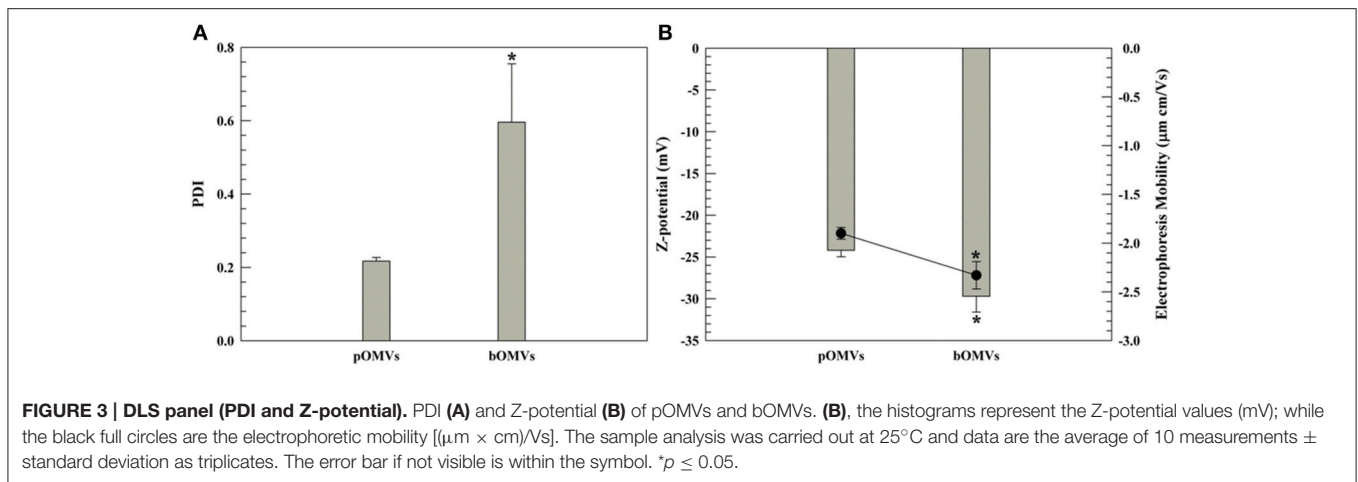 A
B
*
0.8
0.6
0.4
0.2
0.0
PDI
pOMVs
bOMVs
0
-5
-10
-15
-20
-25
-30
-35
Z-potential (mV)
*
*
pOMVs
bOMVs
0.0
-0.5
-1.0
-1.5
-2.0
-2.5
-3.0
Electrophoresis Mobility (µm cm/Vs)
FIGURE 3 | DLS panel (PDI and Z-potential). PDI (A) and Z-potential (B) of pOMVs and bOMVs. (B), the histograms represent the Z-potential values (mV); while
the black full circles are the electrophoretic mobility [(µm × cm)/Vs]. The sample analysis was carried out at 25°C and data are the average of 10 measurements ±
standard deviation as triplicates. The error bar if not visible is within the symbol. *p ≤ 0.05.